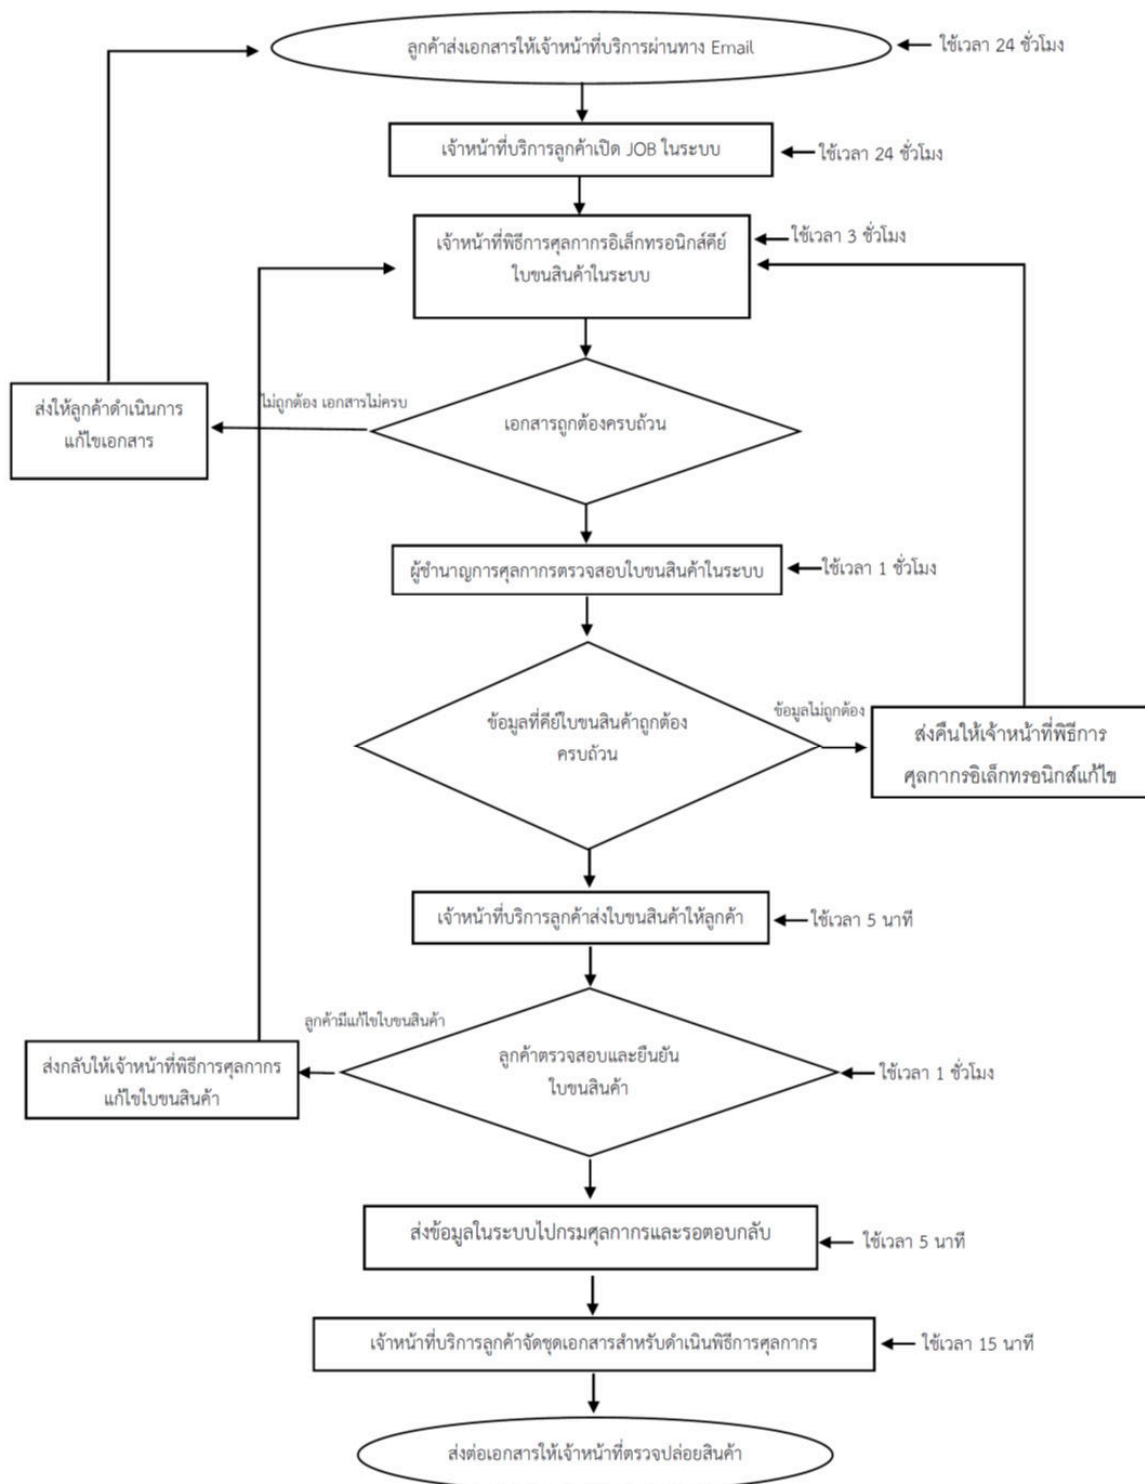 ลูกค้าส่งเอกสารให้เจ้าหน้าที่บริการผ่านทาง Email
ใช้เวลา 24 ชั่วโมง
เจ้าหน้าที่บริการลูกค้าเปิด JOB ในระบบ
ใช้เวลา 24 ชั่วโมง
เจ้าหน้าที่พิธีการศุลกากรอิเล็กทรอนิกส์คีย์
ใบขนสินค้าในระบบ
ใช้เวลา 3 ชั่วโมง
ส่งให้ลูกค้าดำเนินการ
แก้ไขเอกสาร
ไม่ถูกต้อง เอกสารไม่ครบ
เอกสารถูกต้องครบถ้วน
ผู้ชำนาญการศุลกากรตรวจสอบใบขนสินค้าในระบบ
ใช้เวลา 1 ชั่วโมง
ข้อมูลที่คีย์ใบขนสินค้าถูกต้อง
ครบถ้วน
ข้อมูลไม่ถูกต้อง
ส่งคืนให้เจ้าหน้าที่พิธีการ
ศุลกากรอิเล็กทรอนิกส์แก้ไข
เจ้าหน้าที่บริการลูกค้าส่งใบขนสินค้าให้ลูกค้า
ใช้เวลา 5 นาที
ลูกค้ามีแก้ไขใบขนสินค้า
ส่งกลับให้เจ้าหน้าที่พิธีการศุลกากร
แก้ไขใบขนสินค้า
ลูกค้าตรวจสอบและยืนยัน
ใบขนสินค้า
ใช้เวลา 1 ชั่วโมง
ส่งข้อมูลในระบบไปกรมศุลกากรและรอตอบกลับ
ใช้เวลา 5 นาที
เจ้าหน้าที่บริการลูกค้าจัดชุดเอกสารสำหรับดำเนินพิธีการศุลกากร
ใช้เวลา 15 นาที
ส่งต่อเอกสารให้เจ้าหน้าที่ตรวจปล่อยสินค้า